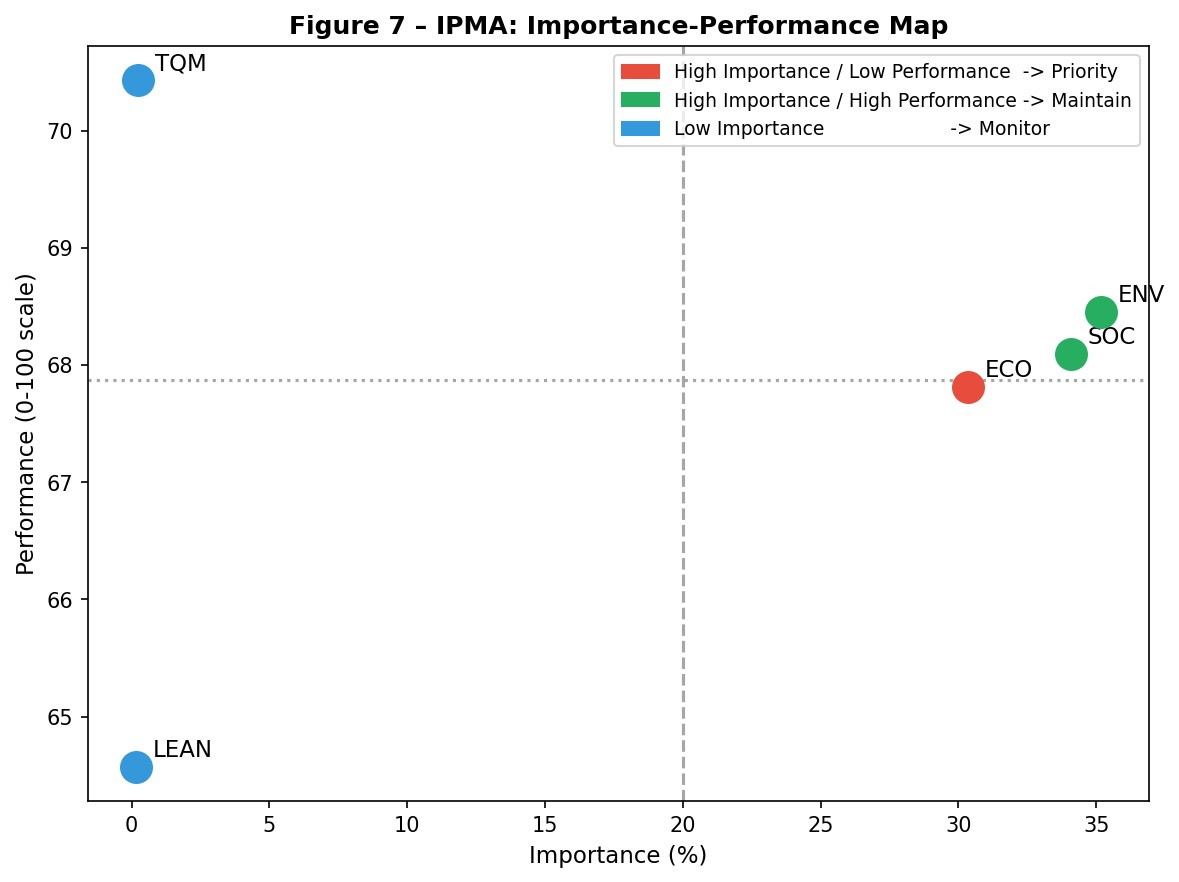 Figure 7 – IPMA: Importance-Performance Map
TQM
High Importance / Low Performance -> Priority
High Importance / High Performance -> Maintain
Low Importance -> Monitor
70
69
ENV
SOC
68
ECO
67
66
65
LEAN
Performance (0-100 scale)
0 5 10 15 20 25 30 35
Importance (%)